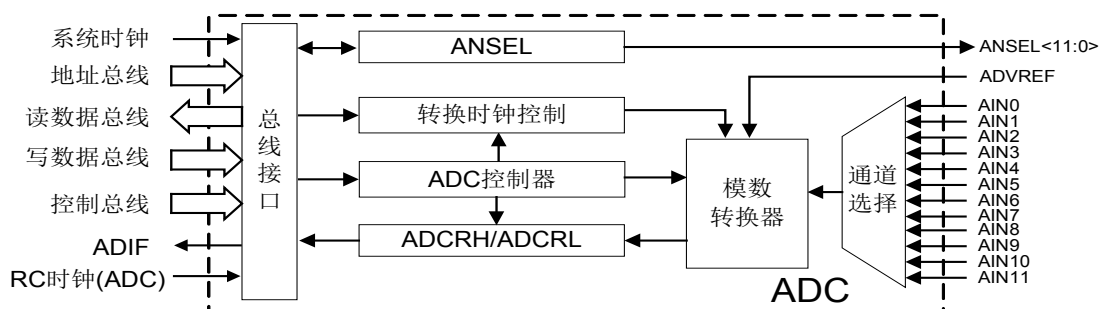 系统时钟
地址总线
读数据总线
写数据总线
控制总线
ADIF
RC时钟(ADC)
总线接口
ANSEL
转换时钟控制
ADC控制器
ADCRH/ADCRL
模数
转换器
通道
选择
ADC
ANSEL<11:0>
ADVREF
AIN0
AIN1
AIN2
AIN3
AIN4
AIN5
AIN6
AIN7
AIN8
AIN9
AIN10
AIN11